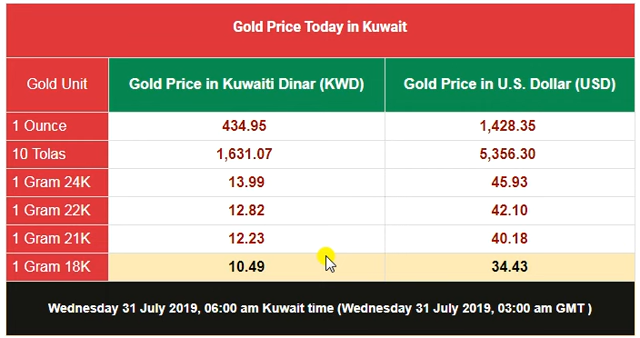 Gold Price Today in Kuwait
Gold Unit Gold Price in Kuwaiti Dinar (KWD) Gold Price in U.S. Dollar (USD)
1 Ounce 434.95 1,428.35
10 Tolas 1,631.07 5,356.30
1 Gram 24K 13.99 45.93
1 Gram 22K 12.82 42.10
1 Gram 21K 12.23 40.18
1 Gram 18K 10.49 34.43
Wednesday 31 July 2019, 06:00 am Kuwait time (Wednesday 31 July 2019, 03:00 am GMT )